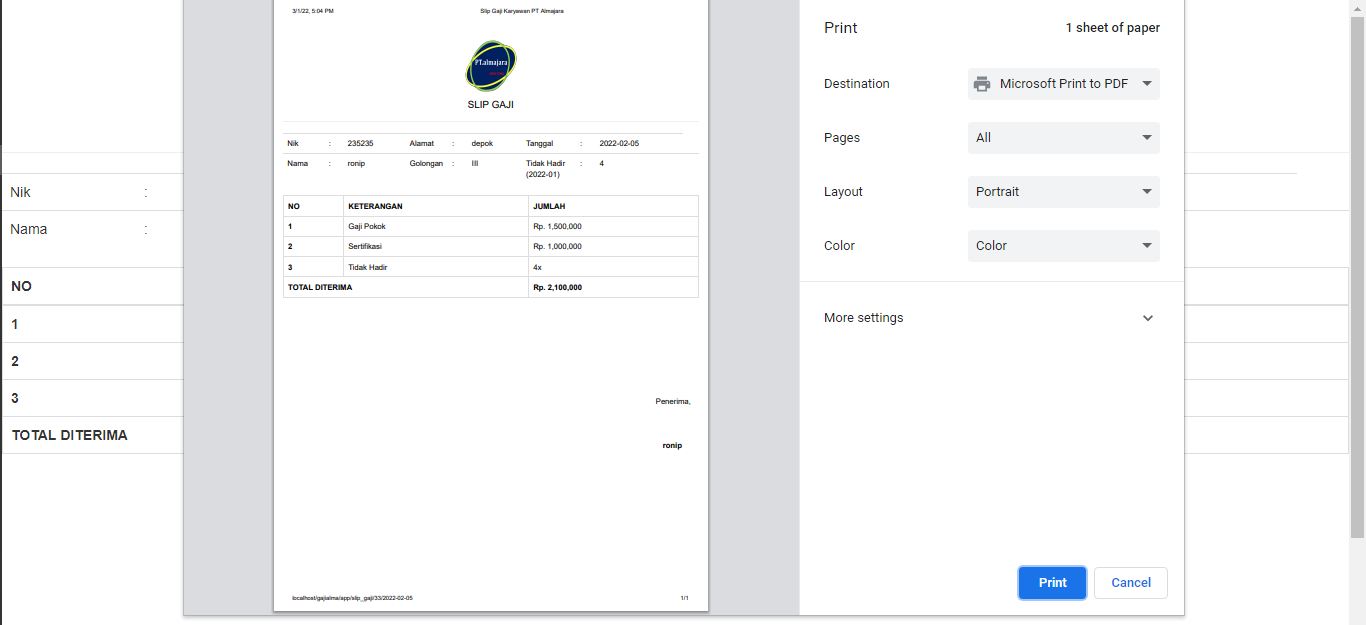 3/1/22, 5:04 PM Slip Gaji Karyawan PT Almajara
PT.almajara
SLIP GAJI
Nik : 235235 Alamat : depok Tanggal : 2022-02-05
Nama : ronip Golongan : III Tidak Hadir : 4
(2022-01)
NO KETERANGAN JUMLAH
1 Gaji Pokok Rp. 1,500,000
2 Sertifikasi Rp. 1,000,000
3 Tidak Hadir 4x
TOTAL DITERIMA Rp. 2,100,000
Penerima,
ronip
localhost/gajialma/app/slip_gaji/33/2022-02-05 1/1
Nik :
Nama :
NO
1
2
3
TOTAL DITERIMA
Print 1 sheet of paper
Destination Microsoft Print to PDF
Pages All
Layout Portrait
Color Color
More settings
Print Cancel